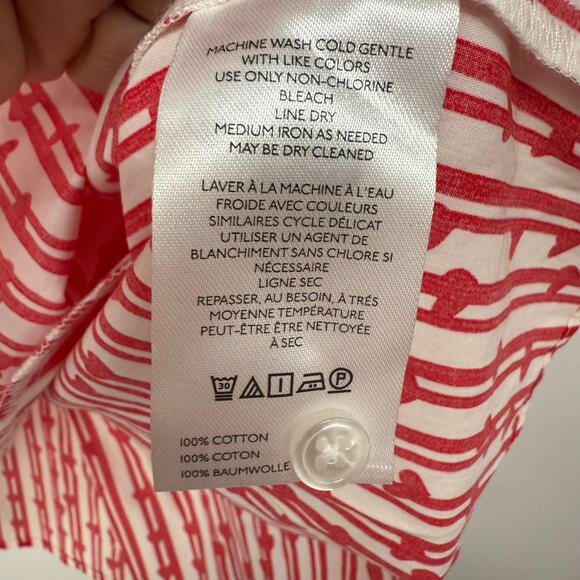 MACHINE WASH COLD GENTLE
WITH LIKE COLORS
USE ONLY NON-CHLORINE
BLEACH
LINE DRY
MEDIUM IRON AS NEEDED
MAY BE DRY CLEANED
LAVER À LA MACHINE À L'EAU
FROIDE AVEC COULEURS
SIMILAIRES CYCLE DÉLICAT
UTILISER UN AGENT DE
BLANCHIMENT SANS CHLORE SI
NÉCESSAIRE
LIGNE SEC
REPASSER, AU BESOIN, À TRÉS
MOYENNE TEMPÉRATURE
PEUT-ÊTRE ÊTRE NETTOYÉE
À SEC
30 P
100% COTTON
100% COTON
100% BAUMWOLLE